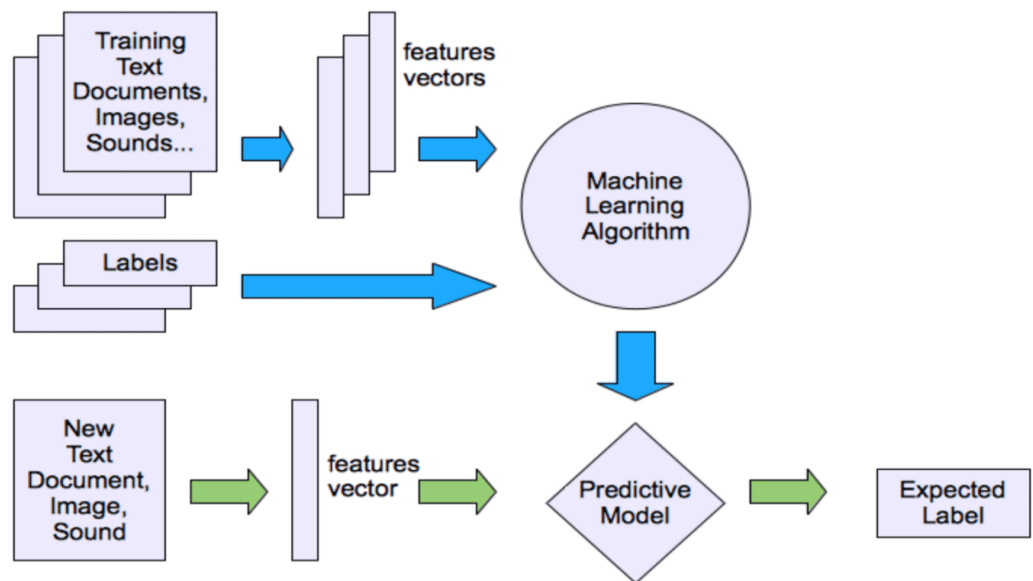 Training
Text
Documents,
Images,
Sounds...
features
vectors
Machine
Learning
Algorithm
Labels
New
Text
Document,
Image,
Sound
features
vector
Predictive
Model
Expected
Label